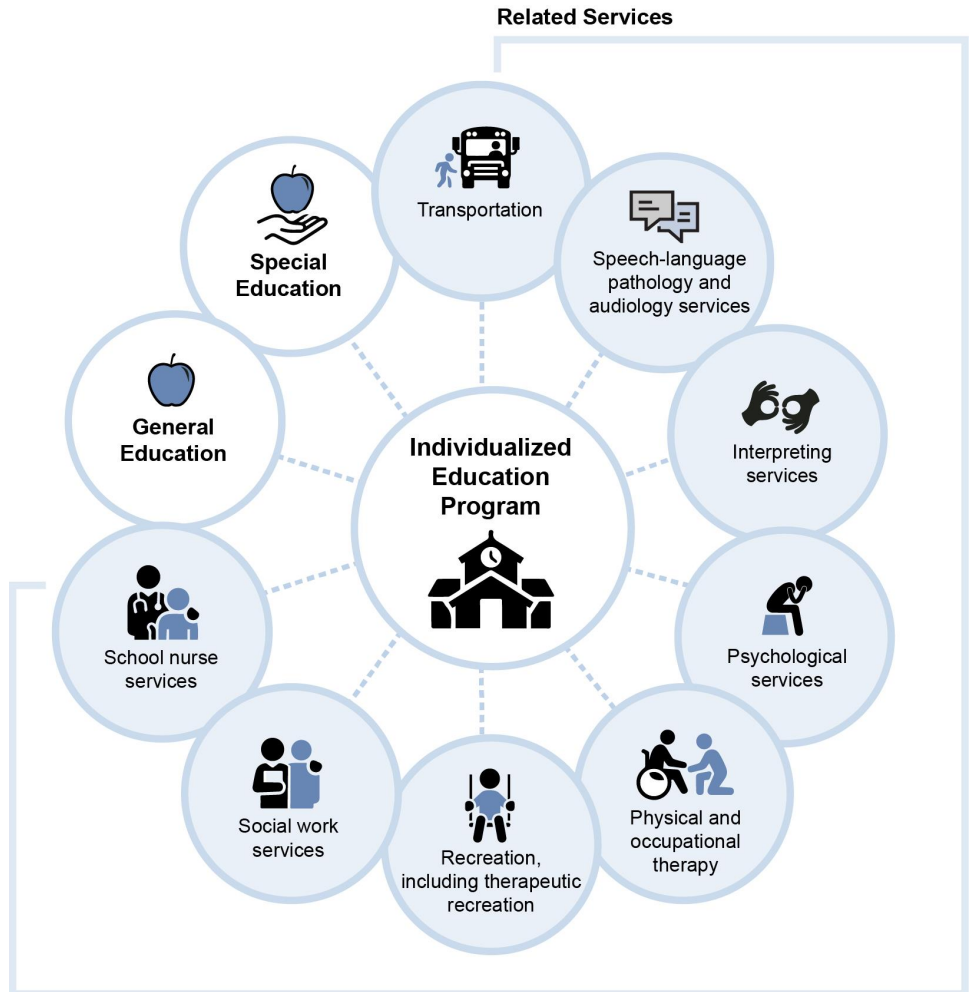 Related Services
Transportation
Speech-language
pathology and
audiology services
Interpreting
services
Psychological
services
Physical and
occupational
therapy
Recreation,
including therapeutic
recreation
Social work
services
School nurse
services
General
Education
Special
Education
Individualized
Education
Program